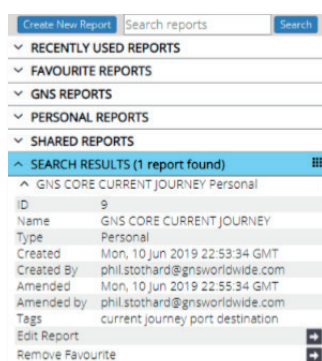 Create New Report Search reports Search
RECENTLY USED REPORTS
FAVOURITE REPORTS
GNS REPORTS
PERSONAL REPORTS
SHARED REPORTS
SEARCH RESULTS (1 report found)
GNS CORE CURRENT JOURNEY Personal
ID 9
Name GNS CORE CURRENT JOURNEY
Type Personal
Created Mon, 10 Jun 2019 22:53:34 GMT
Created By phil.stothard@gnsworldwide.com
Amended Mon, 10 Jun 2019 22:55:34 GMT
Amended by phil.stothard@gnsworldwide.com
Tags current journey port destination
Edit Report
Remove Favourite